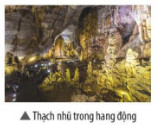 ▲ Thạch nhũ trong hang động